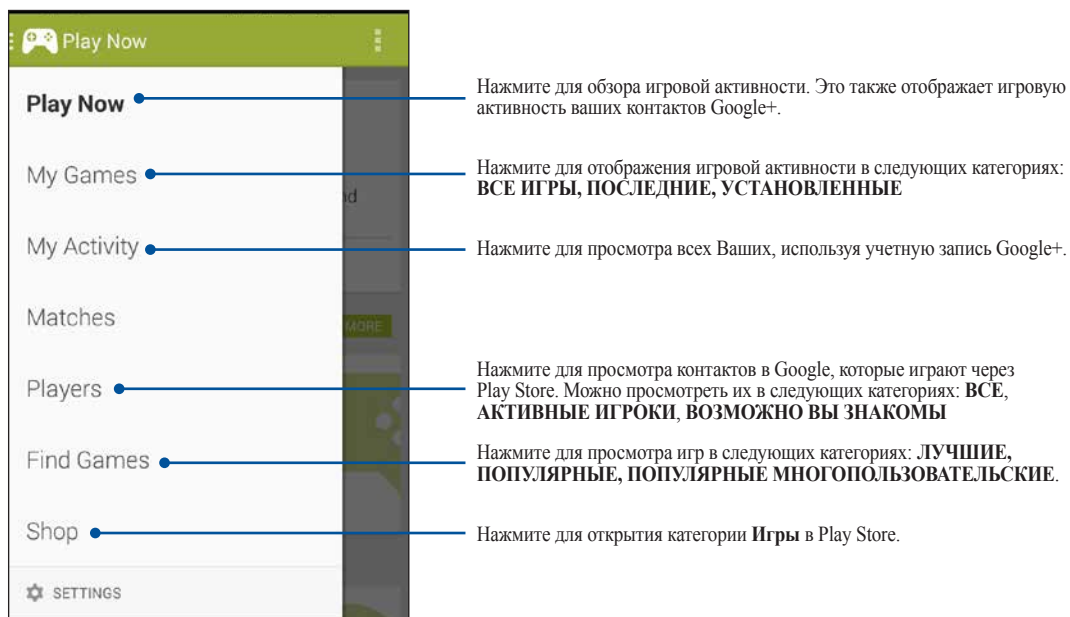 Play Now
Play Now
Нажмите для обзора игровой активности. Это также отображает игровую
активность ваших контактов Google+.
My Games
Нажмите для отображения игровой активности в следующих категориях:
ВСЕ ИГРЫ, ПОСЛЕДНИЕ, УСТАНОВЛЕННЫЕ
nd
My Activity
Нажмите для просмотра всех Ваших, используя учетную запись Google+.
Matches
MORE
Players
Нажмите для просмотра контактов в Google, которые играют через
Play Store. Можно просмотреть их в следующих категориях: ВСЕ,
АКТИВНЫЕ ИГРОКИ, ВОЗМОЖНО ВЫ ЗНАКОМЫ
Find Games
Нажмите для просмотра игр в следующих категориях: ЛУЧШИЕ,
ПОПУЛЯРНЫЕ, ПОПУЛЯРНЫЕ МНОГОПОЛЬЗОВАТЕЛЬСКИЕ.
Shop
Нажмите для открытия категории Игры в Play Store.
SETTINGS